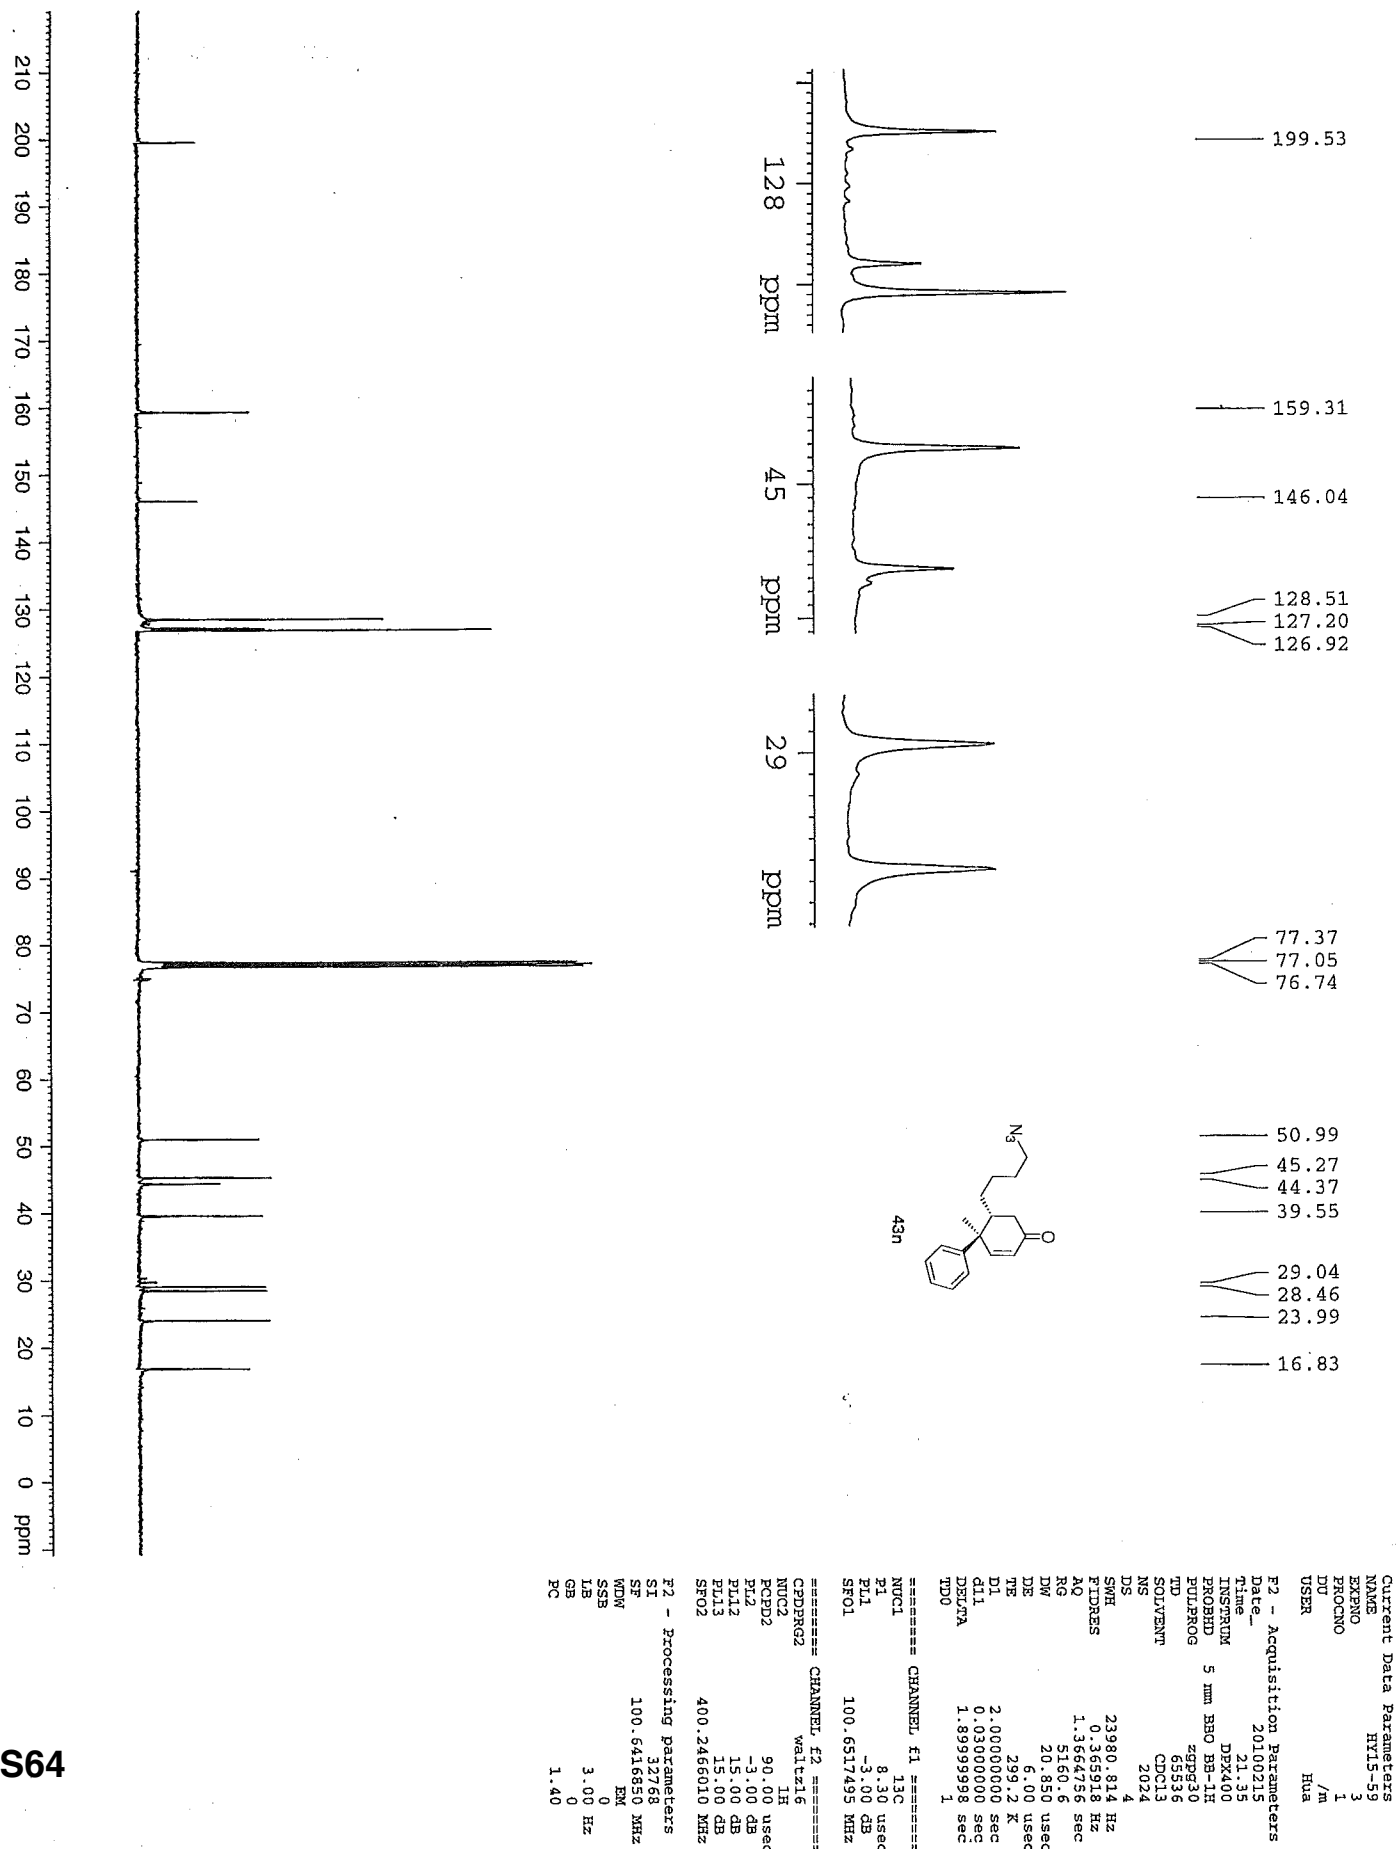 Current Data Parameters
NAME HY15-59
EXPNO 3
PROCNO 1
DU /m
USER Hua
F2 - Acquisition Parameters
Date_ 20100215
Time 21.35
INSTRUM DPX400
PROBHD 5 mm BBO BB-1H
PULPROG zgpg30
TD 65536
SOLVENT CDCl3
NS 2024
DS 4
SWH 23980.814 Hz
FIDRES 0.365918 Hz
AQ 1.3664756 sec
RG 5160.6
DW 20.850 usec
DE 6.00 usec
TE 299.2 K
D1 2.00000000 sec
d11 0.03000000 sec
DELTA 1.89999998 sec
TD0 1
======== CHANNEL f1 ========
NUC1 13C
P1 8.30 usec
PL1 -3.00 dB
SFO1 100.6517495 MHz
======== CHANNEL f2 ========
CPDPRG2 waltz16
NUC2 1H
PCPD2 90.00 usec
PL2 -3.00 dB
PL12 15.00 dB
PL13 15.00 dB
SFO2 400.2466010 MHz
F2 - Processing parameters
SI 32768
SF 100.6416850 MHz
WDW EM
SSB 0
LB 3.00 Hz
GB 0
PC 1.40
199.53
159.31
146.04
128.51
127.20
126.92
77.37
77.05
76.74
50.99
45.27
44.37
39.55
29.04
28.46
23.99
16.83
N3
O
43n
128 ppm
45 ppm
29 ppm
210 200 190 180 170 160 150 140 130 120 110 100 90 80 70 60 50 40 30 20 10 0 ppm
S64